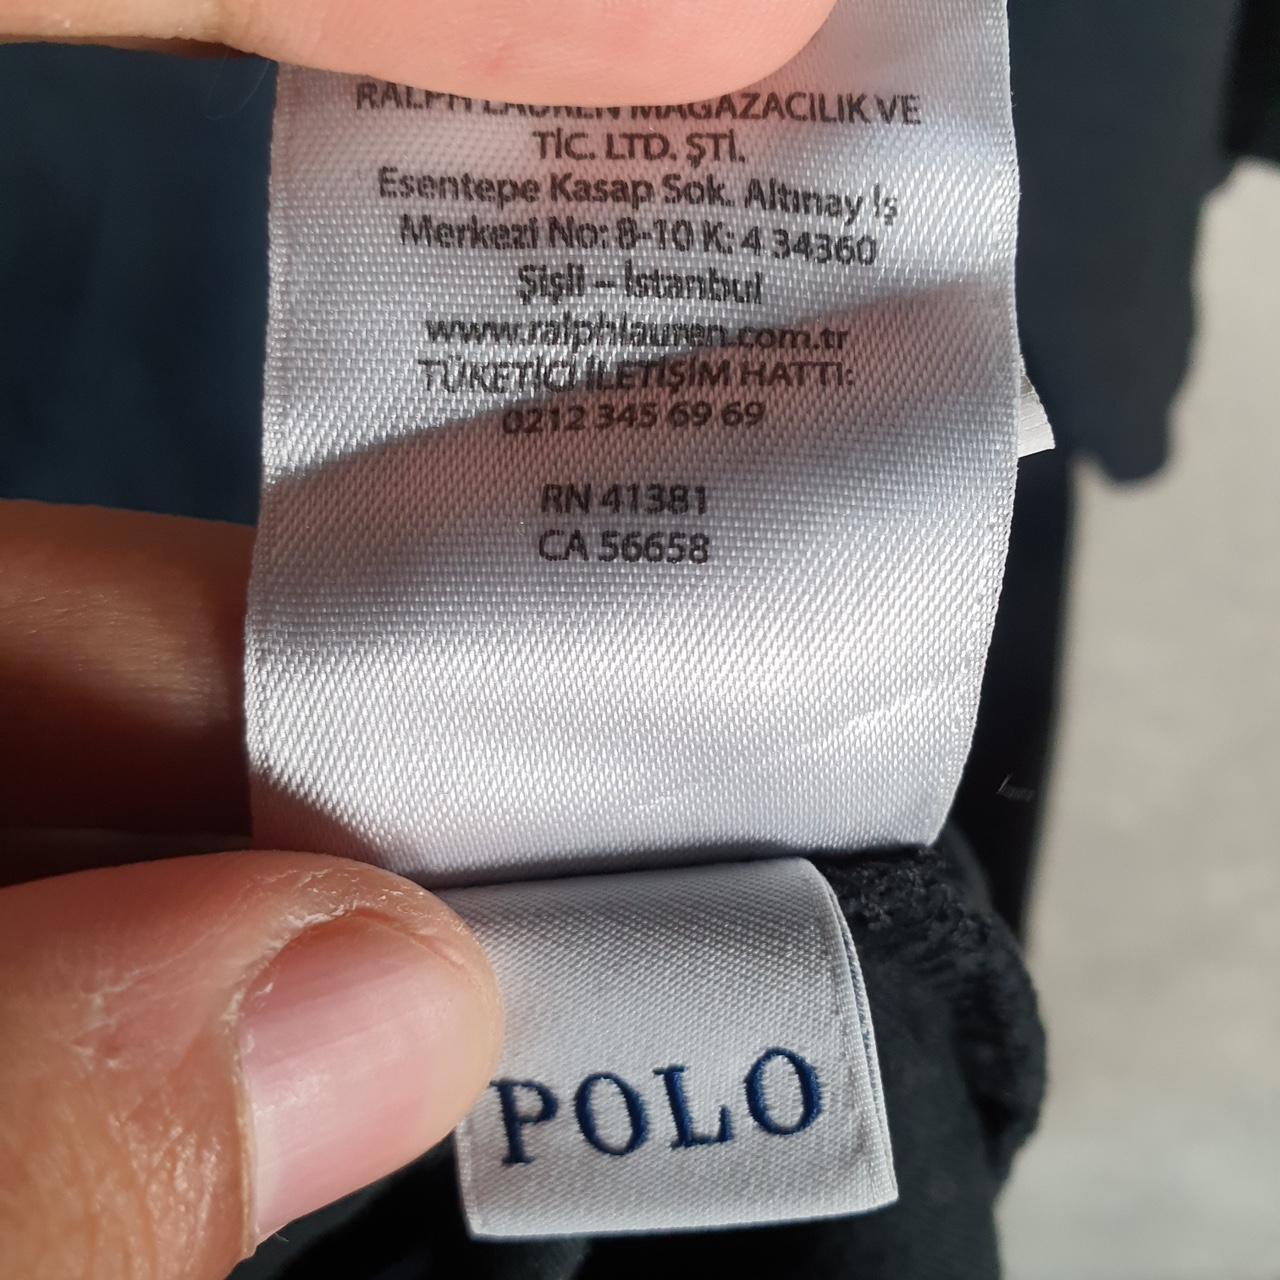 RALPH LAUREN MAĞAZACILIK VE
TİC. LTD. ŞTİ.
Esentepe Kasap Sok. Altınay İş
Merkezi No: 8-10 K: 4 34360
Şişli – İstanbul
www.ralphlauren.com.tr
TÜKETİCİ İLETİŞİM HATTI:
0212 345 69 69
RN 41381
CA 56658
POLO